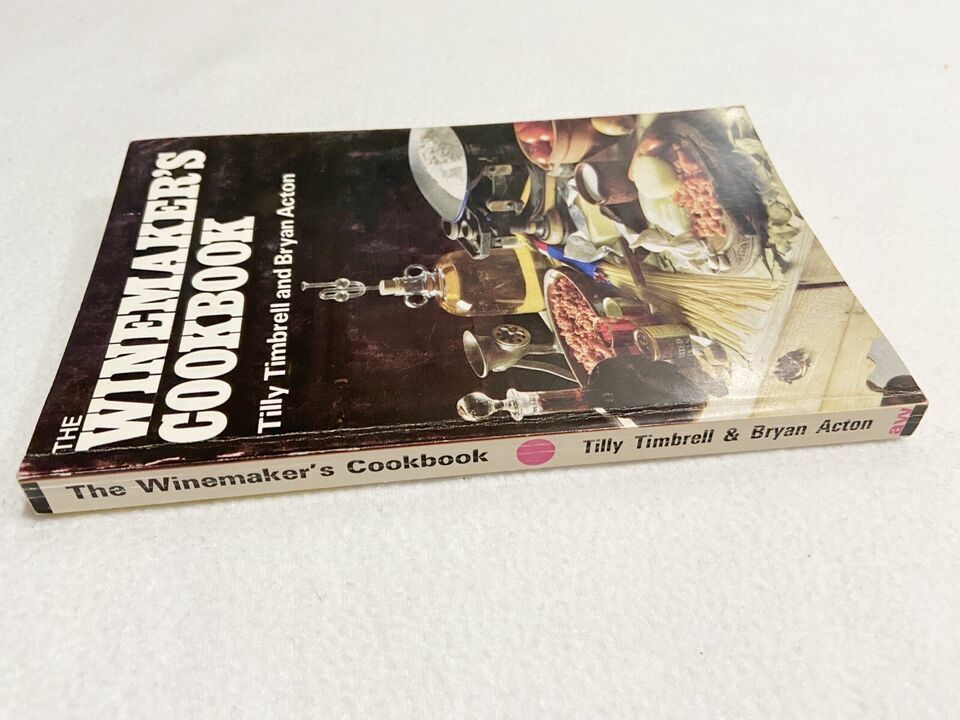 THE
WINEMAKER'S
COOKBOOK
Tilly Timbrell and Bryan Acton
The Winemaker's Cookbook
Tilly Timbrell & Bryan Acton